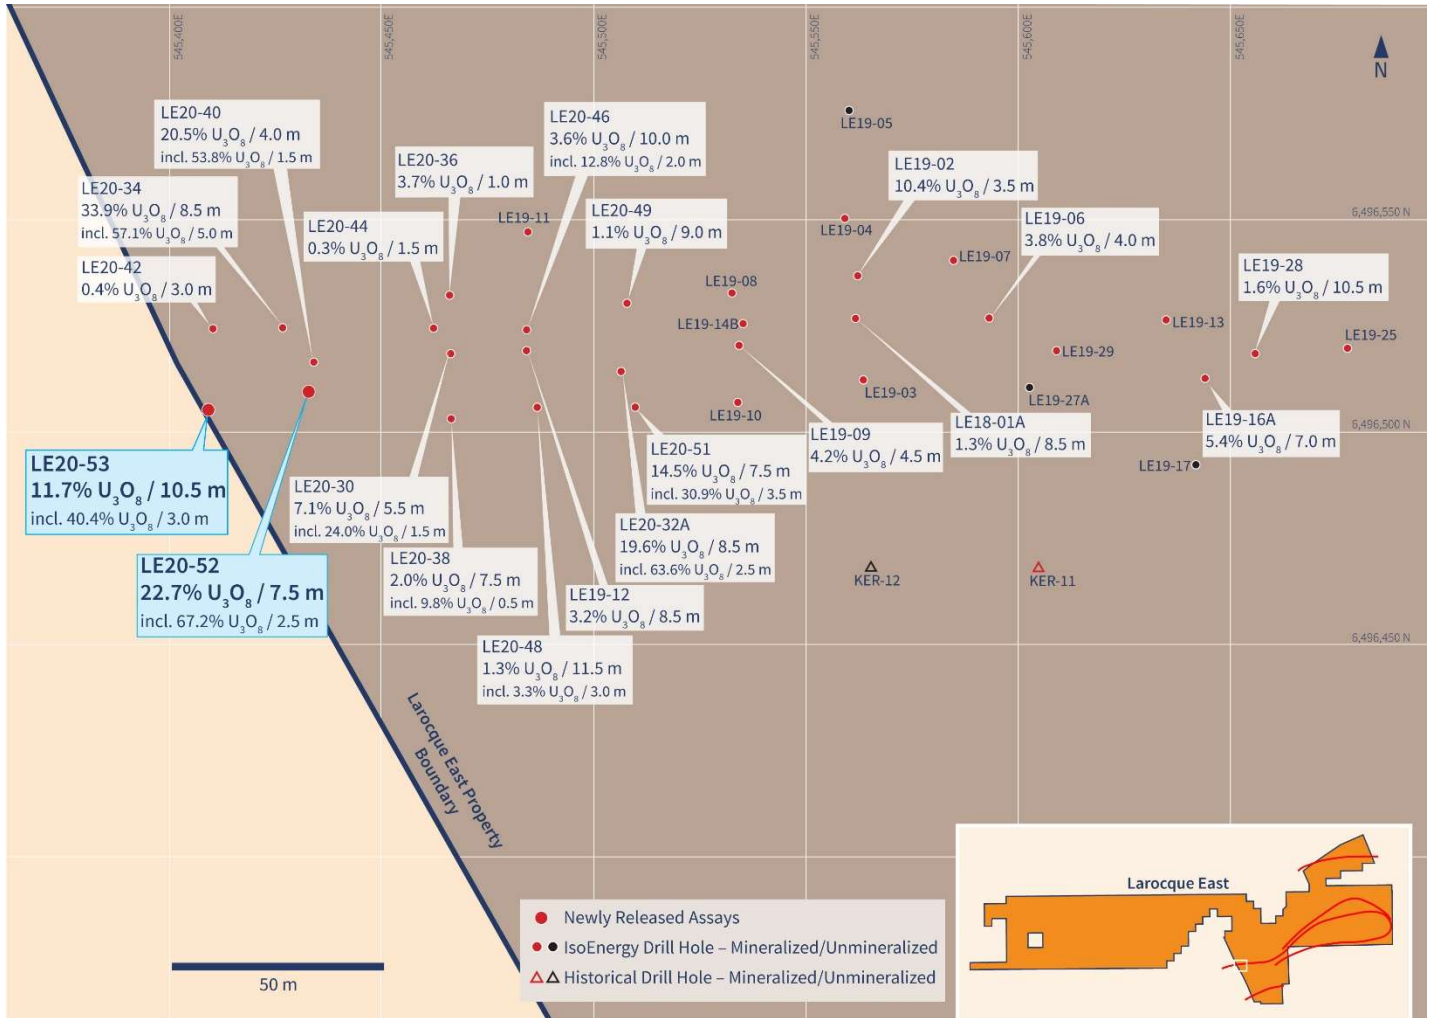 545,400E
545,450E
545,500E
545,550E
545,600E
545,650E
N
LE20-40
20.5% U₃O₈ / 4.0 m
incl. 53.8% U₃O₈ / 1.5 m
LE20-46
3.6% U₃O₈ / 10.0 m
incl. 12.8% U₃O₈ / 2.0 m
LE19-05
LE20-36
3.7% U₃O₈ / 1.0 m
LE19-02
10.4% U₃O₈ / 3.5 m
LE20-34
33.9% U₃O₈ / 8.5 m
incl. 57.1% U₃O₈ / 5.0 m
LE20-44
0.3% U₃O₈ / 1.5 m
LE19-11
LE20-49
1.1% U₃O₈ / 9.0 m
LE19-04
LE19-06
3.8% U₃O₈ / 4.0 m
6,496,550 N
LE20-42
0.4% U₃O₈ / 3.0 m
LE19-08
LE19-07
LE19-28
1.6% U₃O₈ / 10.5 m
LE19-14B
LE19-13
LE19-25
LE19-29
LE19-10
LE19-03
LE19-27A
LE20-53
11.7% U₃O₈ / 10.5 m
incl. 40.4% U₃O₈ / 3.0 m
LE20-51
14.5% U₃O₈ / 7.5 m
incl. 30.9% U₃O₈ / 3.5 m
LE19-09
4.2% U₃O₈ / 4.5 m
LE18-01A
1.3% U₃O₈ / 8.5 m
LE19-16A
5.4% U₃O₈ / 7.0 m
6,496,500 N
LE19-17
LE20-30
7.1% U₃O₈ / 5.5 m
incl. 24.0% U₃O₈ / 1.5 m
LE20-32A
19.6% U₃O₈ / 8.5 m
incl. 63.6% U₃O₈ / 2.5 m
LE20-52
22.7% U₃O₈ / 7.5 m
incl. 67.2% U₃O₈ / 2.5 m
LE20-38
2.0% U₃O₈ / 7.5 m
incl. 9.8% U₃O₈ / 0.5 m
LE19-12
3.2% U₃O₈ / 8.5 m
KER-12
KER-11
LE20-48
1.3% U₃O₈ / 11.5 m
incl. 3.3% U₃O₈ / 3.0 m
6,496,450 N
Larocque East Property
Boundary
50 m
Newly Released Assays
IsoEnergy Drill Hole – Mineralized/Unmineralized
Historical Drill Hole – Mineralized/Unmineralized
Larocque East